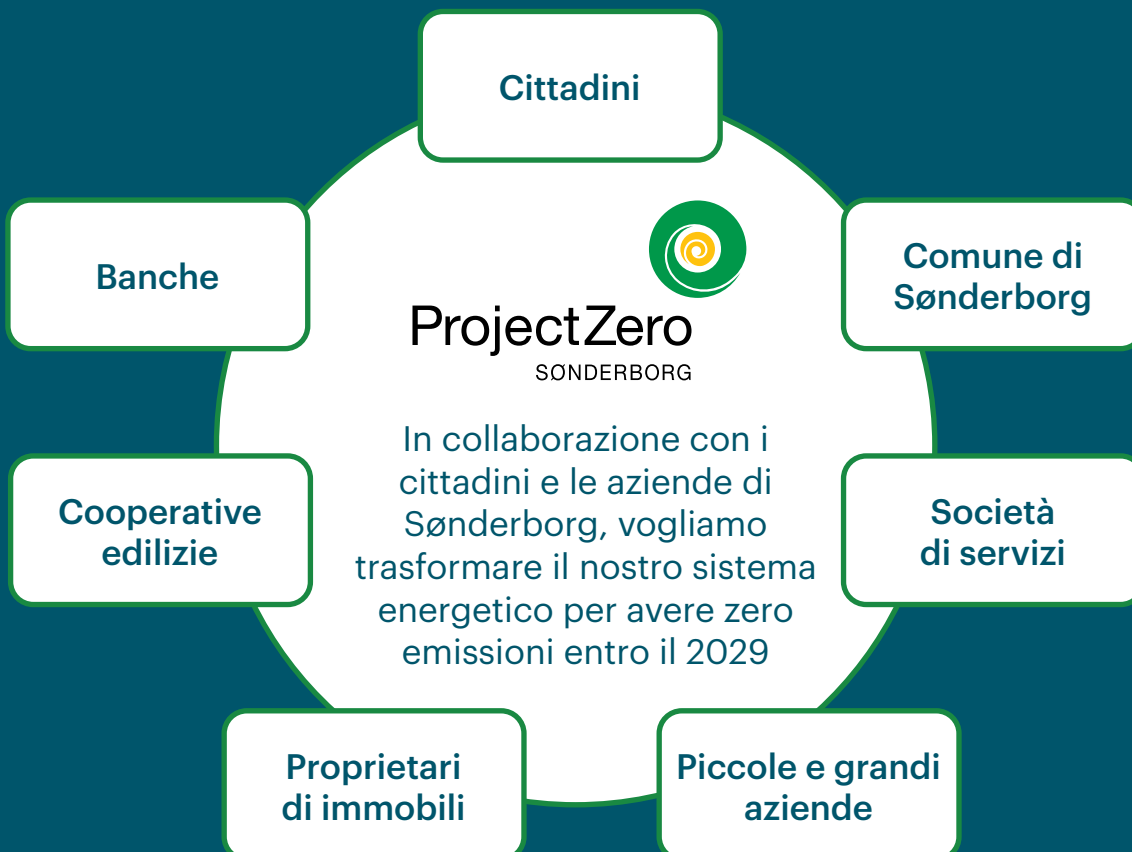 Cittadini
Banche
Comune di
Sønderborg
ProjectZero
SØNDERBORG
In collaborazione con i
cittadini e le aziende di
Sønderborg, vogliamo
trasformare il nostro sistema
energetico per avere zero
emissioni entro il 2029
Cooperative
edilizie
Società
di servizi
Proprietari
di immobili
Piccole e grandi
aziende